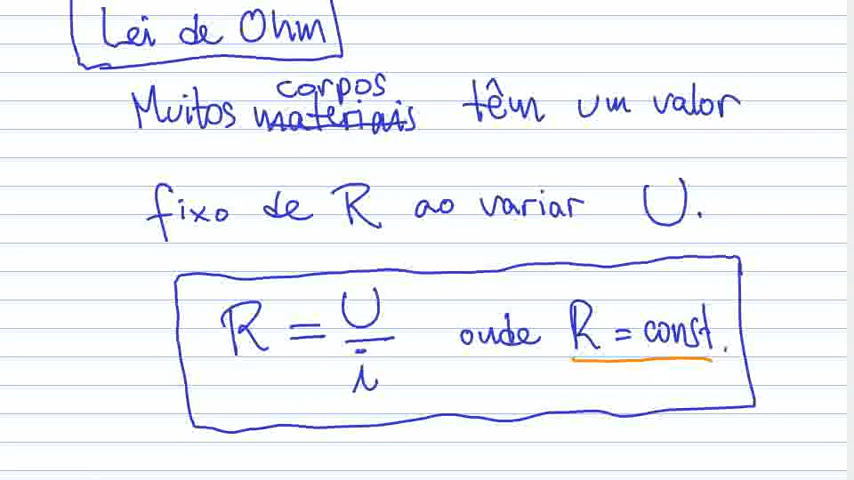 Lei de Ohm
corpos
Muitos materiais têm um valor
fixo de R ao variar U.
R = U/i onde R = const.